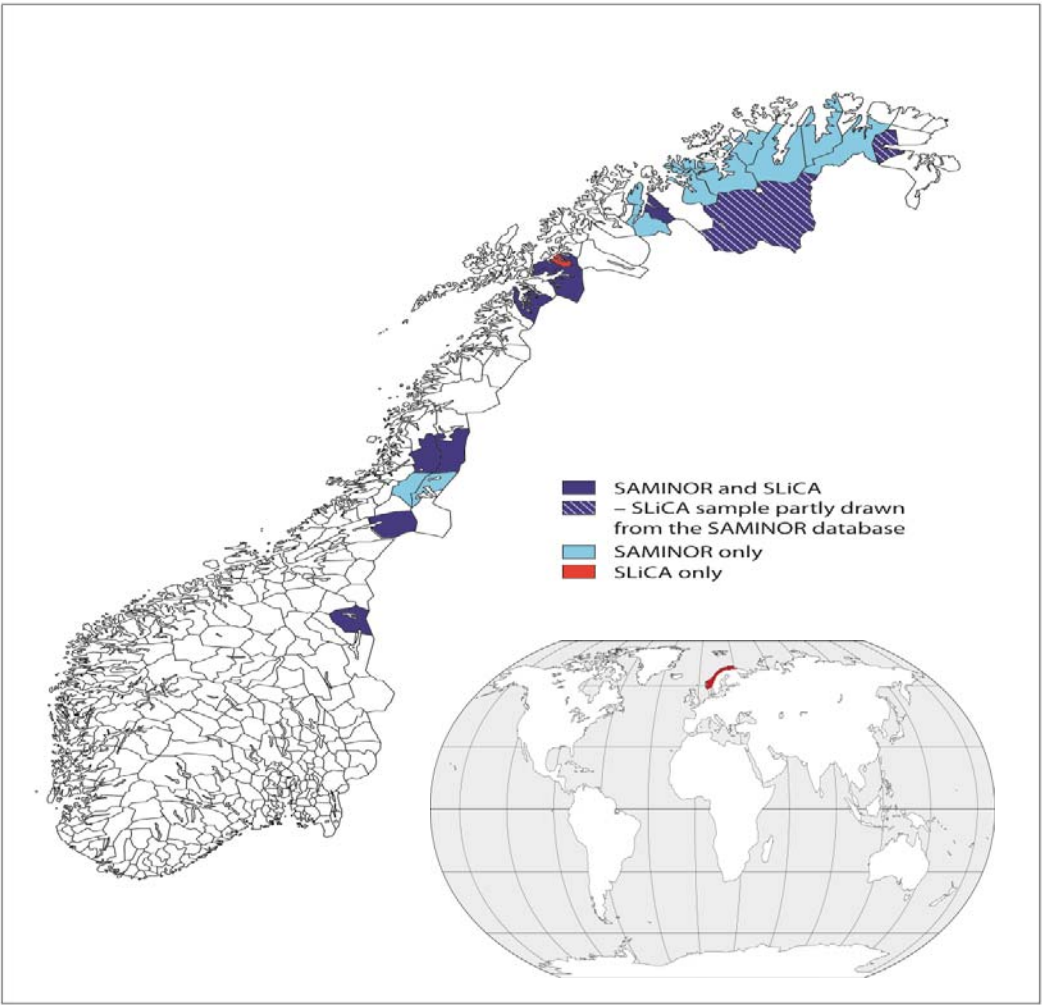 SAMINOR and SLiCA
– SLiCA sample partly drawn
from the SAMINOR database
SAMINOR only
SLiCA only